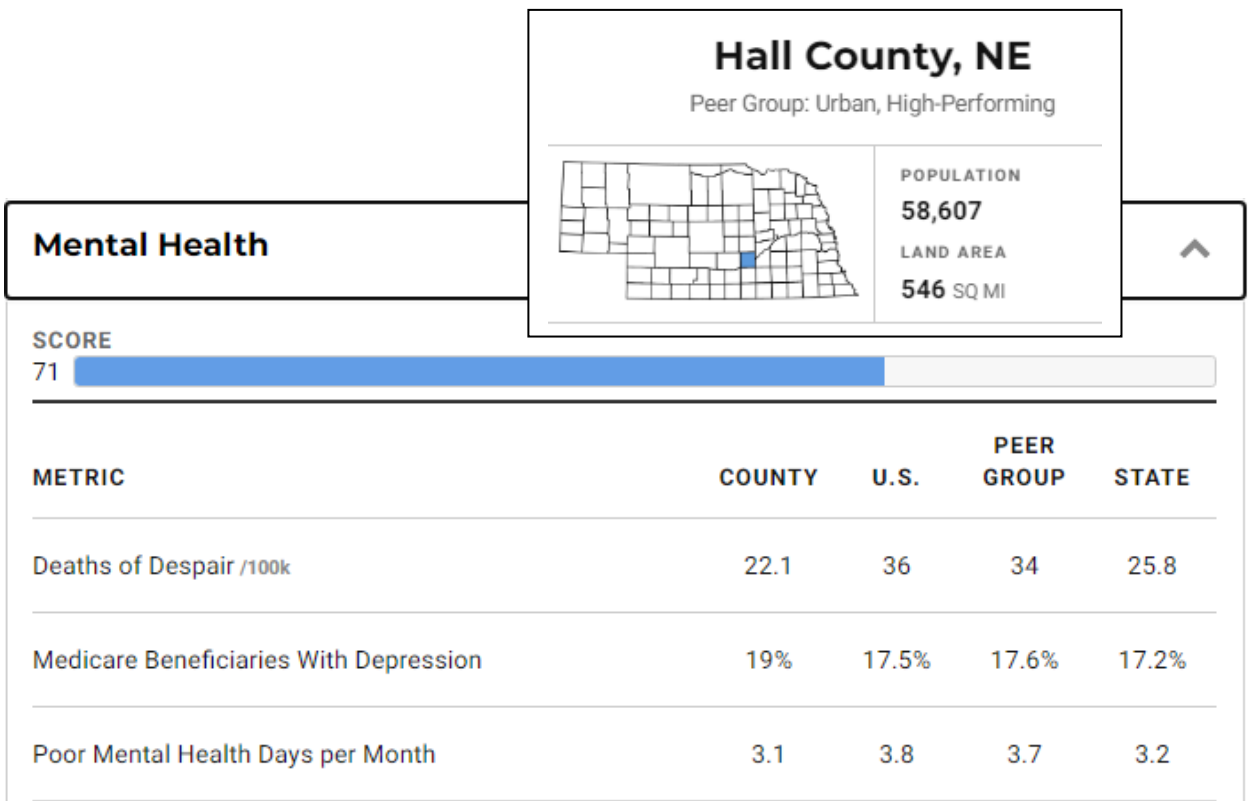 Hall County, NE
Peer Group: Urban, High-Performing
POPULATION
58,607
LAND AREA
546 SQ MI
Mental Health
SCORE
71
METRIC COUNTY U.S. PEER GROUP STATE
Deaths of Despair /100k 22.1 36 34 25.8
Medicare Beneficiaries With Depression 19% 17.5% 17.6% 17.2%
Poor Mental Health Days per Month 3.1 3.8 3.7 3.2